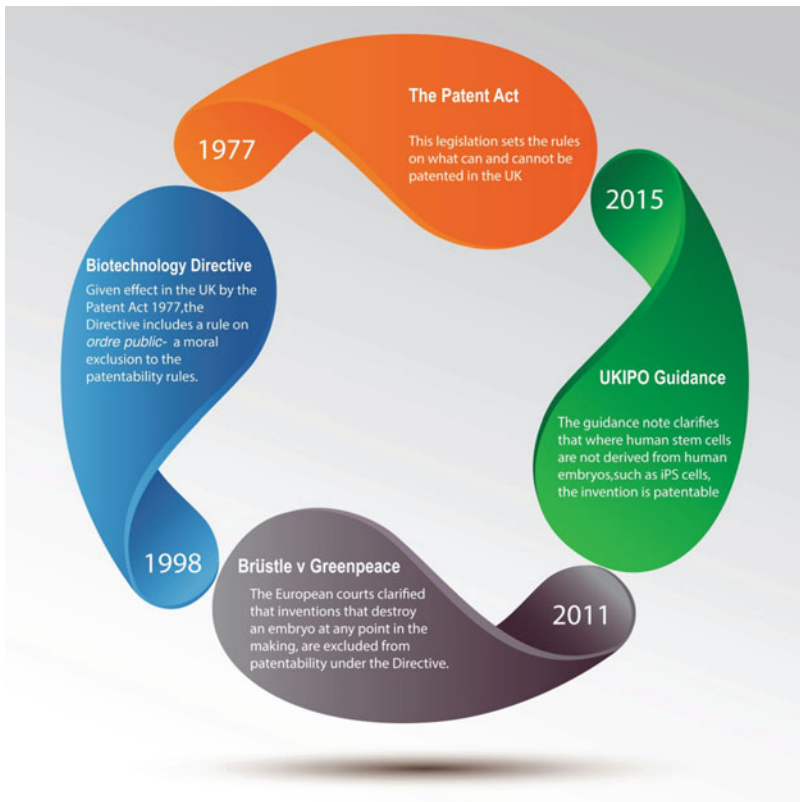 1977
The Patent Act
This legislation sets the rules
on what can and cannot be
patented in the UK
Biotechnology Directive
Given effect in the UK by the
Patent Act 1977,the
Directive includes a rule on
ordre public- a moral
exclusion to the
patentability rules.
1998
Brüstle v Greenpeace
The European courts clarified
that inventions that destroy
an embryo at any point in the
making, are excluded from
patentability under the Directive.
2011
2015
UKIPO Guidance
The guidance note clarifies
that where human stem cells
are not derived from human
embryos,such as iPS cells,
the invention is patentable